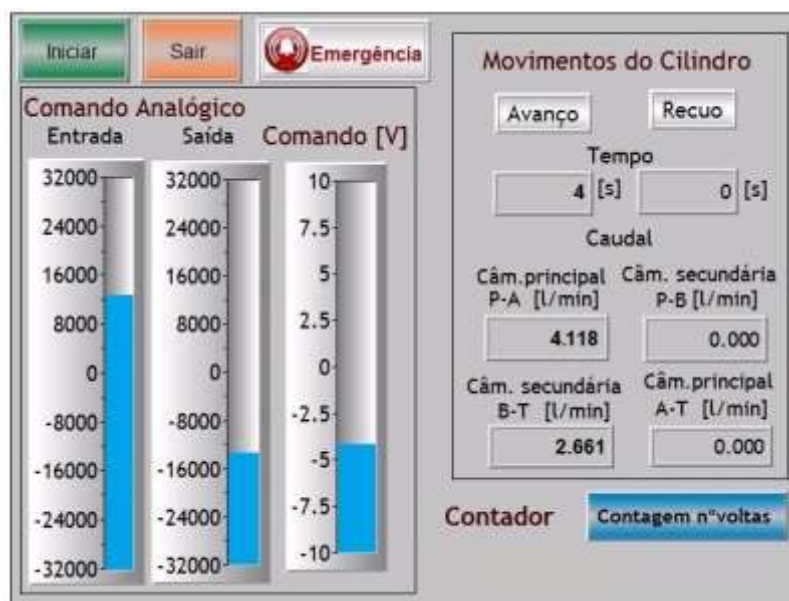 Iniciar
Sair
Emergência
Comando Analógico
Entrada
Saída
Comando [V]
32000
24000
16000
8000
0
-8000
-16000
-24000
-32000
32000
24000
16000
8000
0
-8000
-16000
-24000
-32000
10
7.5
5
2.5
0
-2.5
-5
-7.5
-10
Movimentos do Cilindro
Avanço
Recuo
Tempo
4 [s]
0 [s]
Caudal
Câm.principal
P-A [l/min]
4.118
Câm. secundária
P-B [l/min]
0.000
Câm. secundária
B-T [l/min]
2.661
Câm.principal
A-T [l/min]
0.000
Contador
Contagem n°voltas